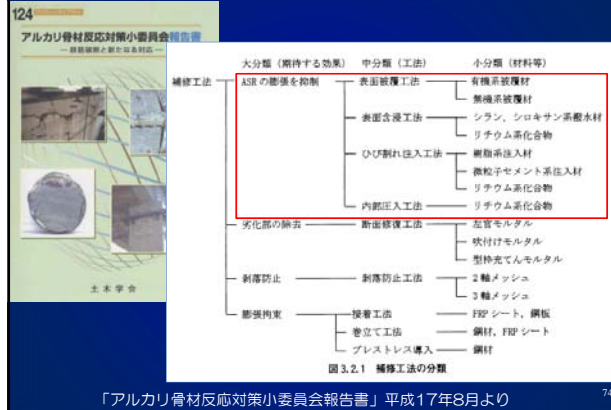 124
アルカリ骨材反応対策小委員会報告書
― 鉄筋破断と新たなる対応 ―
土木学会
大分類(期待する効果) 中分類(工法) 小分類(材料等)
補修工法 ASRの膨張を抑制 表面被覆工法 有機系被覆材
無機系被覆材
表面含浸工法 シラン,シロキサン系撥水材
リチウム系化合物
ひび割れ注入工法 樹脂系注入材
微粒子セメント系注入材
リチウム系化合物
内部圧入工法 リチウム系化合物
劣化部の除去 断面修復工法 左官モルタル
吹付けモルタル
型枠充てんモルタル
剥落防止 剥落防止工法 2軸メッシュ
3軸メッシュ
膨張拘束 接着工法 FRPシート,鋼板
巻立て工法 鋼材,FRPシート
プレストレス導入 鋼材
図3.2.1 補修工法の分類
「アルカリ骨材反応対策小委員会報告書」平成17年8月より
74